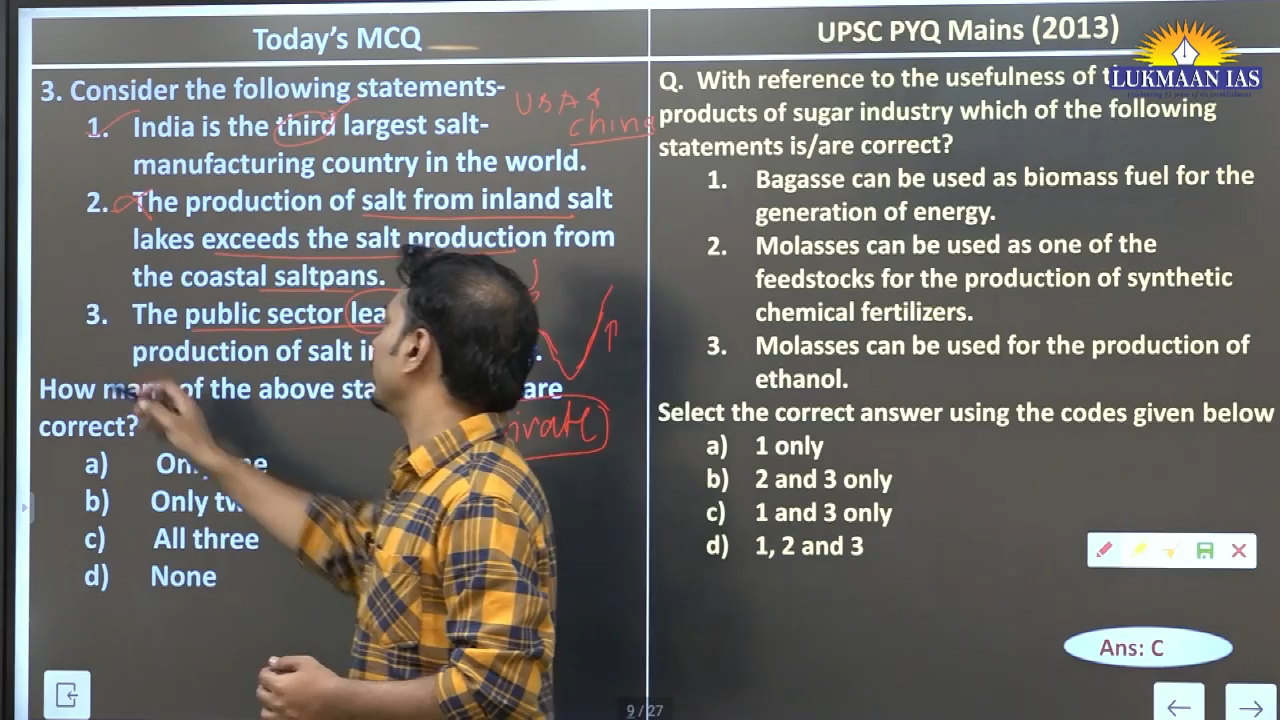 Today's MCQ
3. Consider the following statements-
1. India is the third largest salt-
manufacturing country in the world.
2. The production of salt from inland salt
lakes exceeds the salt production from
the coastal saltpans.
3. The public sector
production of salt
How many of the above are
correct?
a)
b) Only
c) All three
d) None
USA &
china
UPSC PYQ Mains (2013)
LUKMAAN IAS
Q. With reference to the usefulness of
products of sugar industry which of the following
statements is/are correct?
1. Bagasse can be used as biomass fuel for the
generation of energy.
2. Molasses can be used as one of the
feedstocks for the production of synthetic
chemical fertilizers.
3. Molasses can be used for the production of
ethanol.
Select the correct answer using the codes given below
a) 1 only
b) 2 and 3 only
c) 1 and 3 only
d) 1, 2 and 3
Ans: C
9 / 27